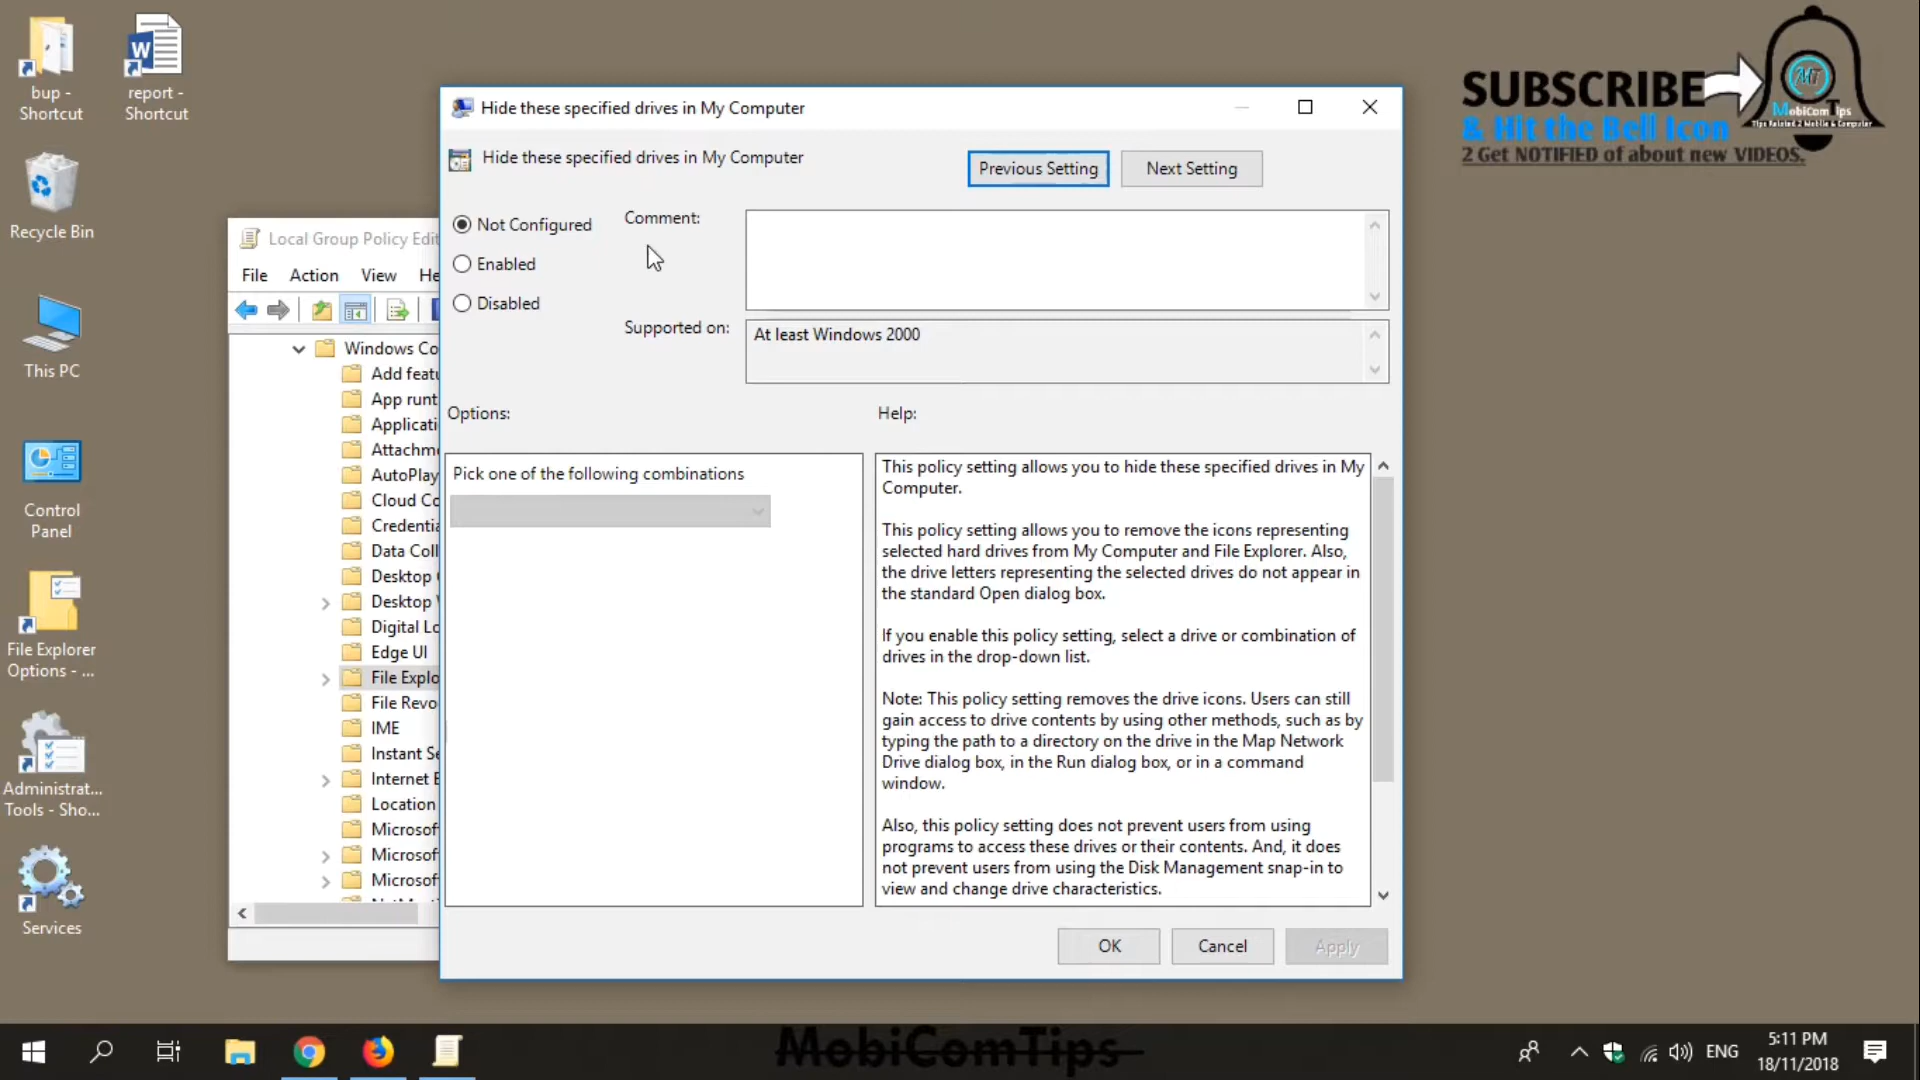 bup -
Shortcut
report -
Shortcut
Recycle Bin
This PC
Control
Panel
File Explorer
Options - ...
Administrat...
Tools - Sho...
Services
SUBSCRIBE
& Hit the Bell Icon
2 Get NOTIFIED of about new VIDEOS.
MT
MobiComTips
Tips Related 2 Mobile & Computer
Local Group Policy Edit
File Action View He
Windows Co
Add featu
App runt
Applicati
Attachme
AutoPlay
Cloud Co
Credentia
Data Coll
Desktop
Desktop
Digital Lo
Edge UI
File Explo
File Revo
IME
Instant Se
Internet E
Location
Microsof
Microsof
Microsof
Hide these specified drives in My Computer
Hide these specified drives in My Computer
Previous Setting
Next Setting
Not Configured
Enabled
Disabled
Comment:
Supported on:
At least Windows 2000
Options:
Help:
Pick one of the following combinations
This policy setting allows you to hide these specified drives in My
Computer.
This policy setting allows you to remove the icons representing
selected hard drives from My Computer and File Explorer. Also,
the drive letters representing the selected drives do not appear in
the standard Open dialog box.
If you enable this policy setting, select a drive or combination of
drives in the drop-down list.
Note: This policy setting removes the drive icons. Users can still
gain access to drive contents by using other methods, such as by
typing the path to a directory on the drive in the Map Network
Drive dialog box, in the Run dialog box, or in a command
window.
Also, this policy setting does not prevent users from using
programs to access these drives or their contents. And, it does
not prevent users from using the Disk Management snap-in to
view and change drive characteristics.
OK
Cancel
Apply
MobiComTips
ENG
5:11 PM
18/11/2018